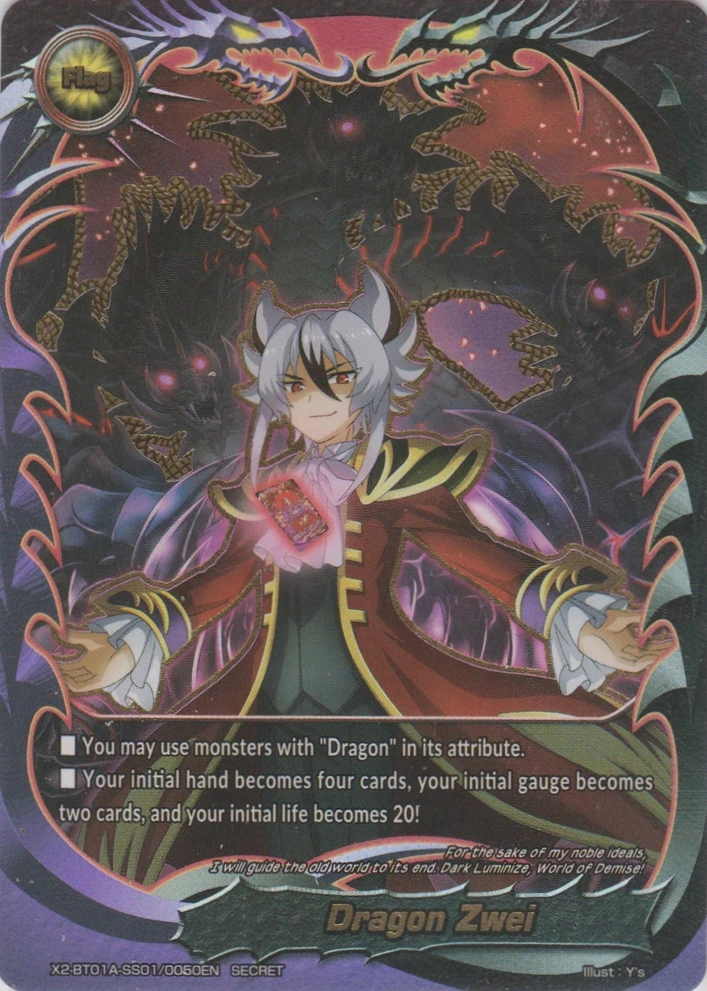 Flag
■ You may use monsters with "Dragon" in its attribute.
■ Your initial hand becomes four cards, your initial gauge becomes
two cards, and your initial life becomes 20!
For the sake of my noble ideals,
I will guide the old world to its end. Dark Luminize, World of Demise!
Dragon Zwei
X2-BT01A-SS01/0050EN SECRET
Illust : Y's